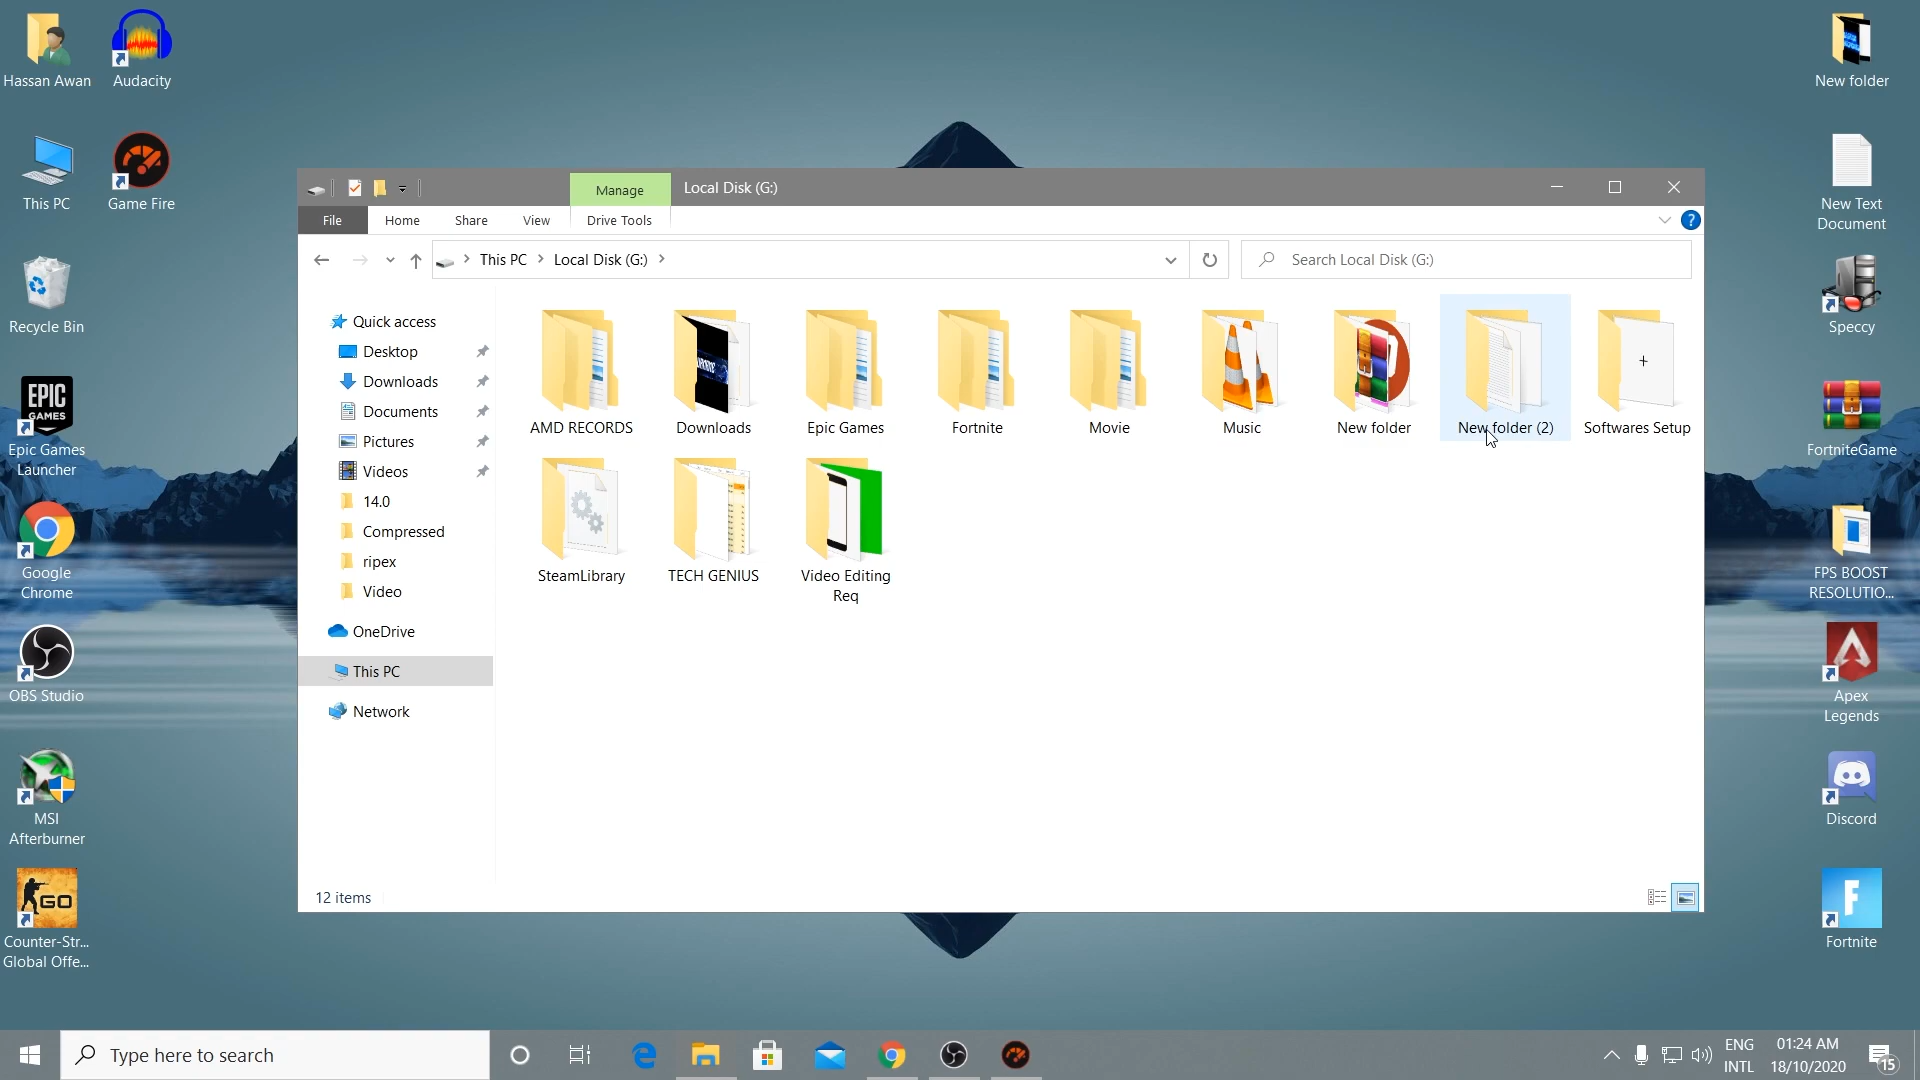 Hassan Awan
Audacity
New folder
This PC
Game Fire
New Text
Document
Recycle Bin
Speccy
EPIC
GAMES
Epic Games
Launcher
FortniteGame
Google
Chrome
FPS BOOST
RESOLUTIO...
OBS Studio
Apex
Legends
MSI
Afterburner
Discord
GO
Counter-Str...
Global Offe...
F
Fortnite
Manage
Local Disk (G:)
File
Home
Share
View
Drive Tools
?
This PC
Local Disk (G:)
Search Local Disk (G:)
Quick access
Desktop
Downloads
Documents
Pictures
Videos
14.0
Compressed
ripex
Video
OneDrive
This PC
Network
AMD RECORDS
Downloads
Epic Games
Fortnite
Movie
Music
New folder
New folder (2)
Softwares Setup
SteamLibrary
TECH GENIUS
Video Editing
Req
12 items
Type here to search
ENG
INTL
01:24 AM
18/10/2020
15